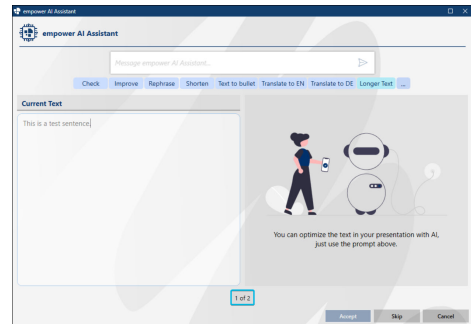 empower AI Assistant
empower AI Assistant
Message empower AI Assistant...
Check Improve Rephrase Shorten Text to bullet Translate to EN Translate to DE Longer Text ...
Current Text
This is a test sentence.
You can optimize the text in your presentation with AI,
just use the prompt above.
1 of 2
Accept Skip Cancel